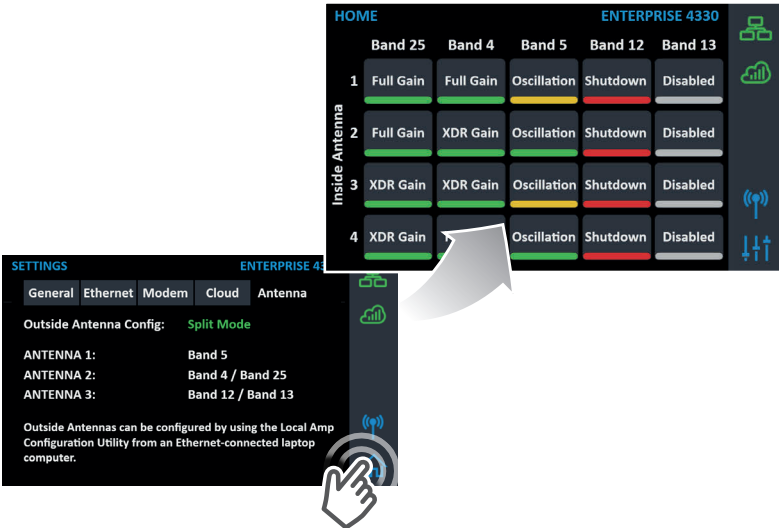 HOME ENTERPRISE 4330
Band 25 Band 4 Band 5 Band 12 Band 13
Inside Antenna
1 Full Gain Full Gain Oscillation Shutdown Disabled
2 Full Gain XDR Gain Oscillation Shutdown Disabled
3 XDR Gain XDR Gain Oscillation Shutdown Disabled
4 XDR Gain Oscillation Shutdown Disabled
SETTINGS ENTERPRISE 43
General Ethernet Modem Cloud Antenna
Outside Antenna Config: Split Mode
ANTENNA 1: Band 5
ANTENNA 2: Band 4 / Band 25
ANTENNA 3: Band 12 / Band 13
Outside Antennas can be configured by using the Local Amp
Configuration Utility from an Ethernet-connected laptop
computer.